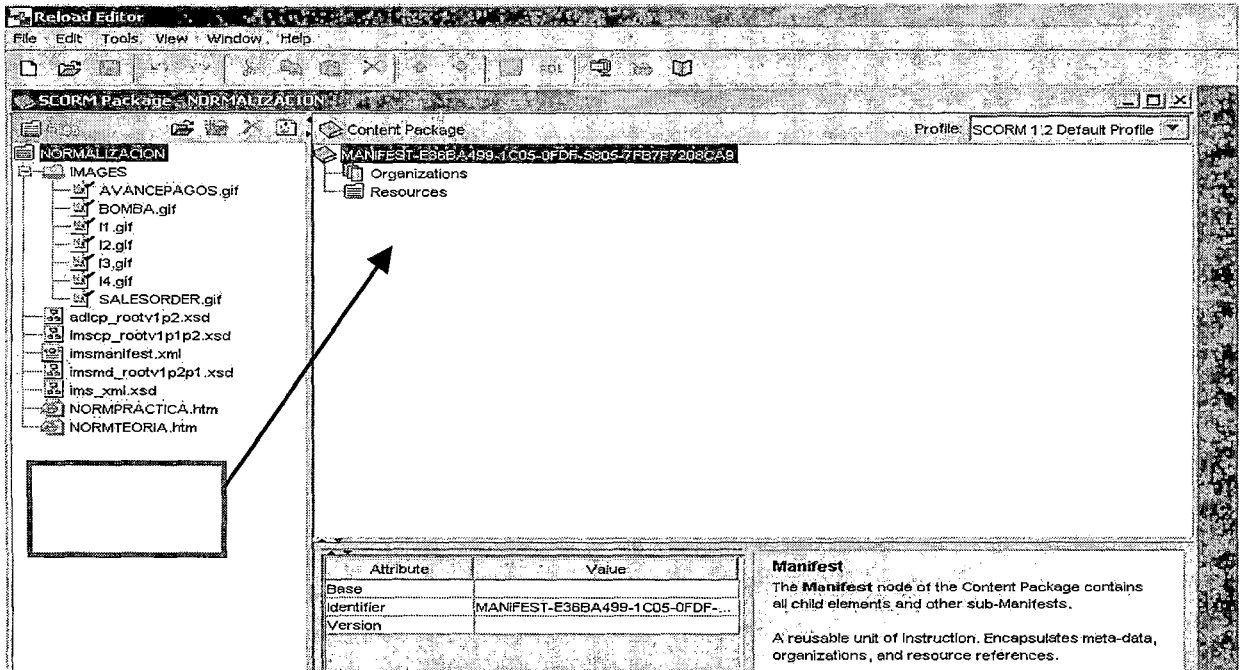 Reload Editor
File Edit Tools View Window Help
SCORM Package - NORMALIZACION
Content Package
Profile: SCORM 1.2 Default Profile
NORMALIZACION
IMAGES
AVANCEPAGOS.gif
BOMBA.gif
I1.gif
I2.gif
I3.gif
I4.gif
SALESORDER.gif
adlcp_rootv1p2.xsd
imscp_rootv1p1p2.xsd
imsmanifest.xml
imsmd_rootv1p2p1.xsd
ims_xml.xsd
NORMPRACTICA.htm
NORMTEORIA.htm
MANIFEST-E36BA499-1C05-0FDF-5805-7FB7F7208CA9
Organizations
Resources
Attribute Value
Base
Identifier MANIFEST-E36BA499-1C05-0FDF-...
Version
Manifest
The Manifest node of the Content Package contains
all child elements and other sub-Manifests.
A reusable unit of instruction. Encapsulates meta-data,
organizations, and resource references.